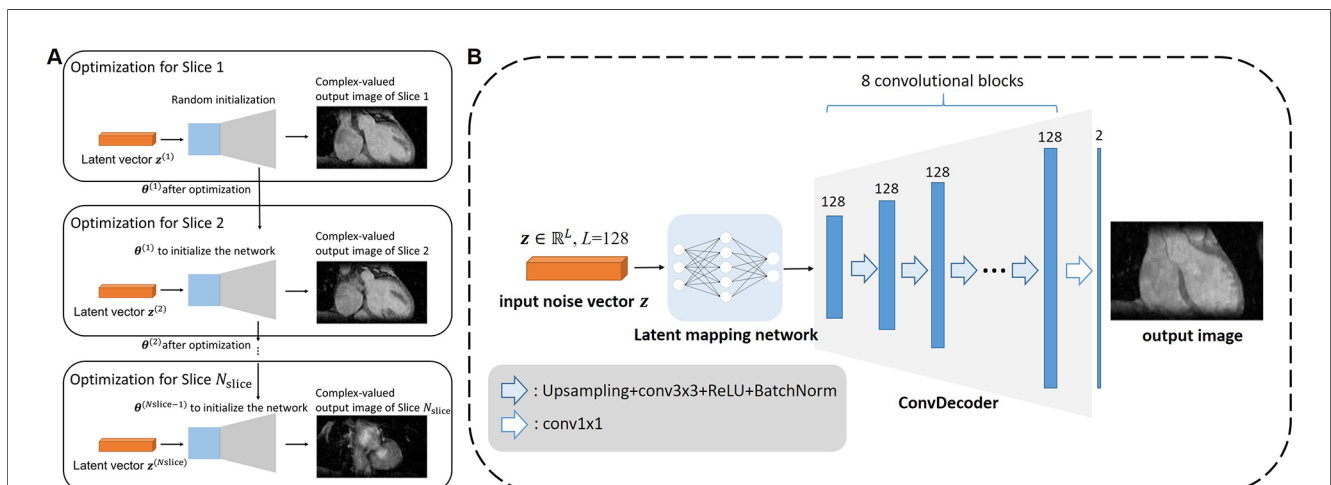 A
Optimization for Slice 1
Random initialization
Complex-valued
output image of Slice 1
Latent vector 𝒛⁽¹⁾
𝜽⁽¹⁾after optimization
Optimization for Slice 2
𝜽⁽¹⁾ to initialize the network
Complex-valued
output image of Slice 2
Latent vector 𝒛⁽²⁾
𝜽⁽²⁾after optimization
⋮
Optimization for Slice N_slice
𝜽^(Nslice−1) to initialize the network
Complex-valued
output image of Slice N_slice
Latent vector 𝒛^(Nslice)
B
8 convolutional blocks
128
128
128
•••
128
2
𝒛 ∈ ℝ^L, L=128
input noise vector z
Latent mapping network
ConvDecoder
output image
: Upsampling+conv3x3+ReLU+BatchNorm
: conv1x1